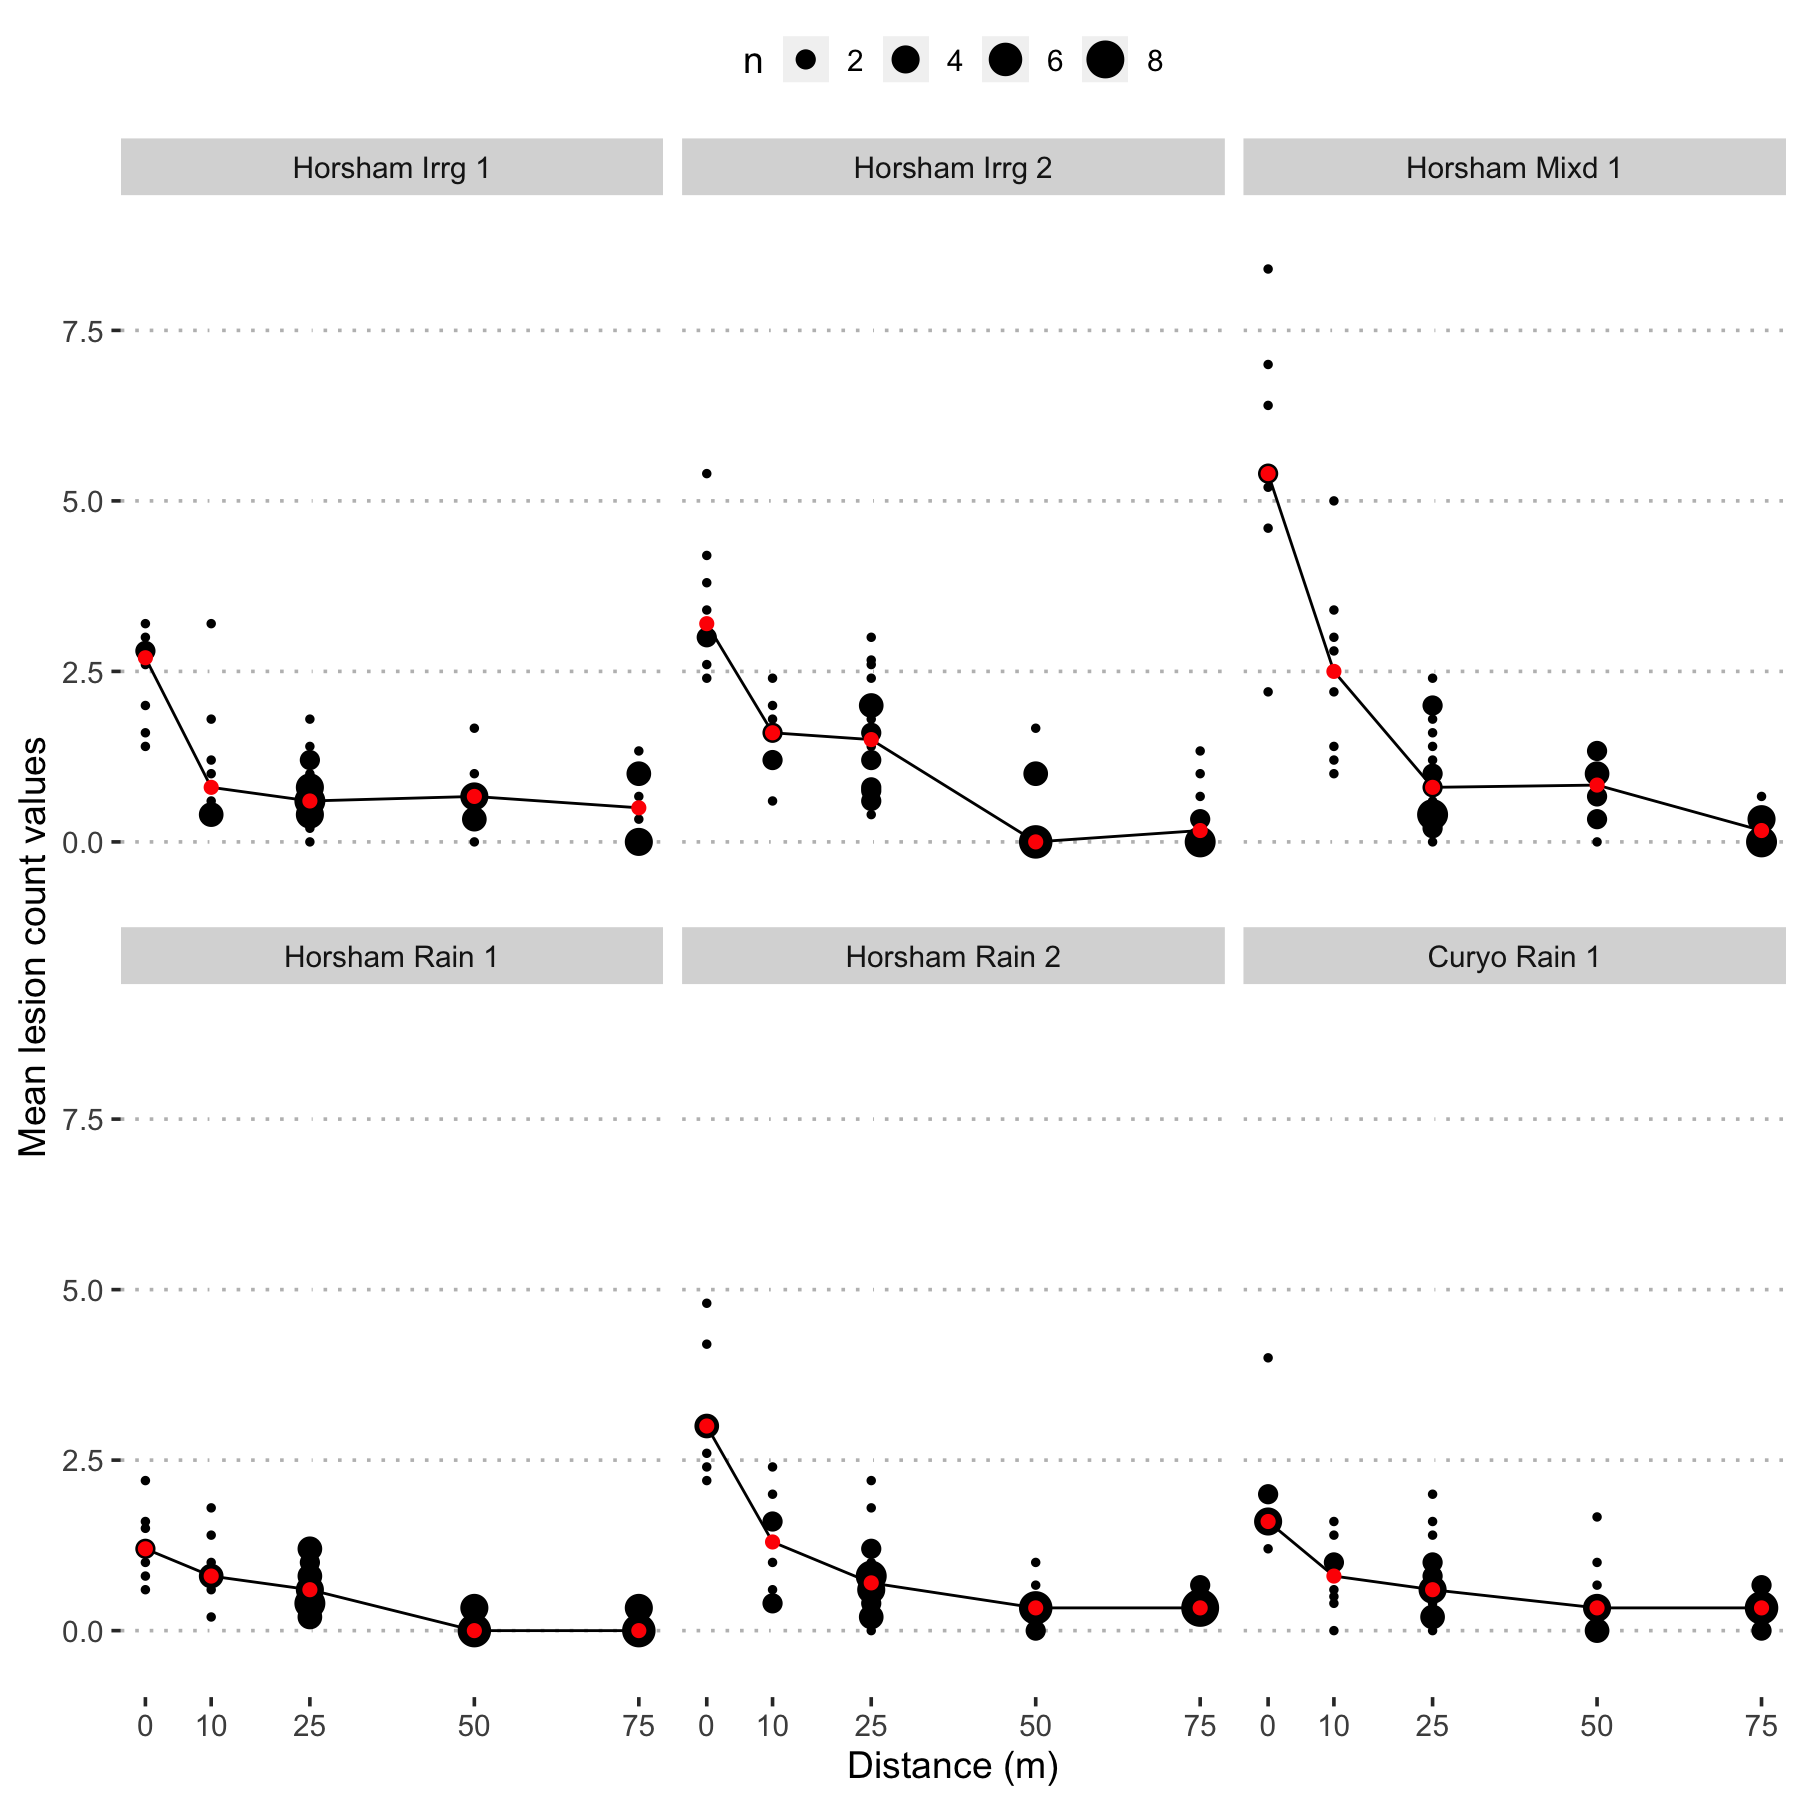 n 2 4 6 8
Horsham Irrg 1 Horsham Irrg 2 Horsham Mixd 1
7.5
5.0
2.5
0.0
Mean lesion count values
Horsham Rain 1 Horsham Rain 2 Curyo Rain 1
7.5
5.0
2.5
0.0
0 10 25 50 75 0 10 25 50 75 0 10 25 50 75
Distance (m)